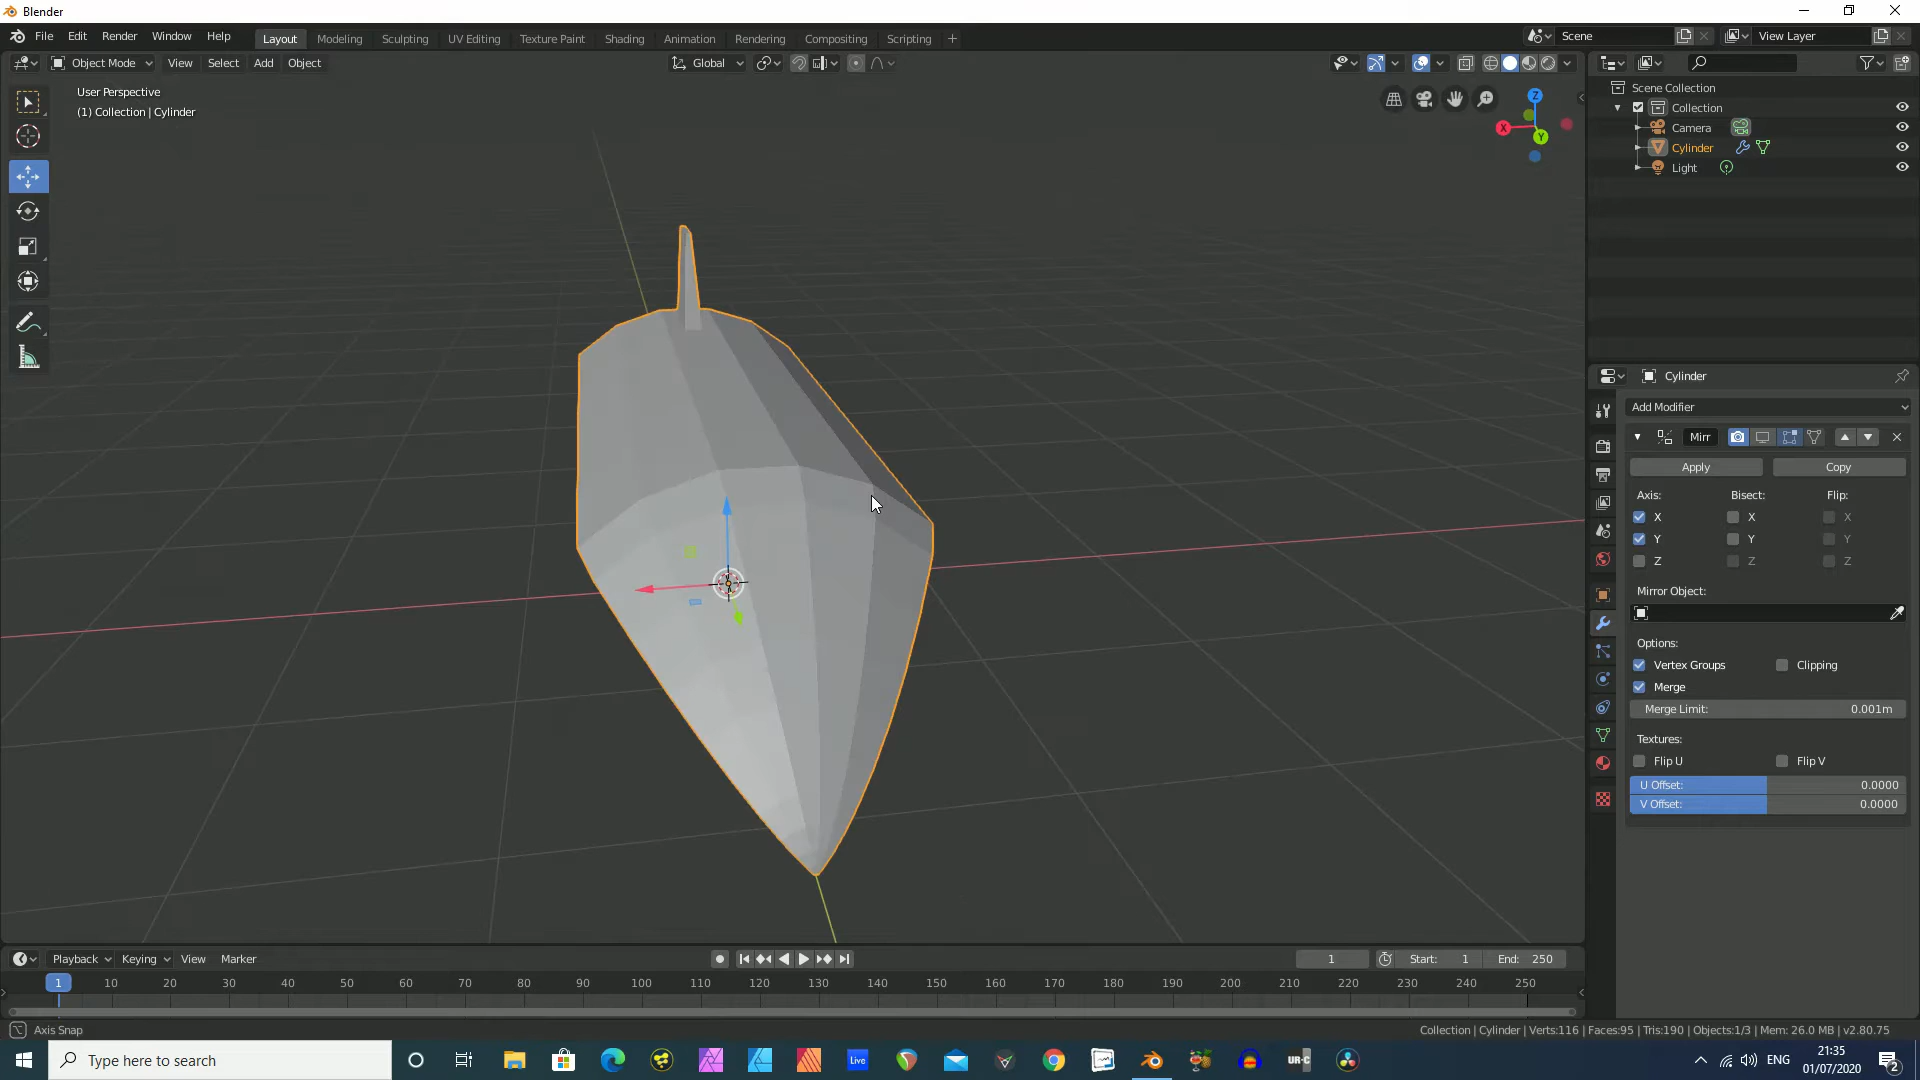 Blender
File Edit Render Window Help
Layout Modeling Sculpting UV Editing Texture Paint Shading Animation Rendering Compositing Scripting +
Scene
View Layer
Object Mode View Select Add Object
Global
User Perspective
(1) Collection | Cylinder
Z
X
Y
Scene Collection
Collection
Camera
Cylinder
Light
Cylinder
Add Modifier
Mirr
Apply Copy
Axis: Bisect: Flip:
X X X
Y Y Y
Z Z Z
Mirror Object:
Options:
Vertex Groups Clipping
Merge
Merge Limit: 0.001m
Textures:
Flip U Flip V
U Offset: 0.0000
V Offset: 0.0000
Playback Keying View Marker
1 Start: 1 End: 250
1 10 20 30 40 50 60 70 80 90 100 110 120 130 140 150 160 170 180 190 200 210 220 230 240 250
Axis Snap
Collection | Cylinder | Verts:116 | Faces:95 | Tris:190 | Objects:1/3 | Mem: 26.0 MB | v2.80.75
Type here to search
Live
UR-C
ENG
21:35
01/07/2020
2